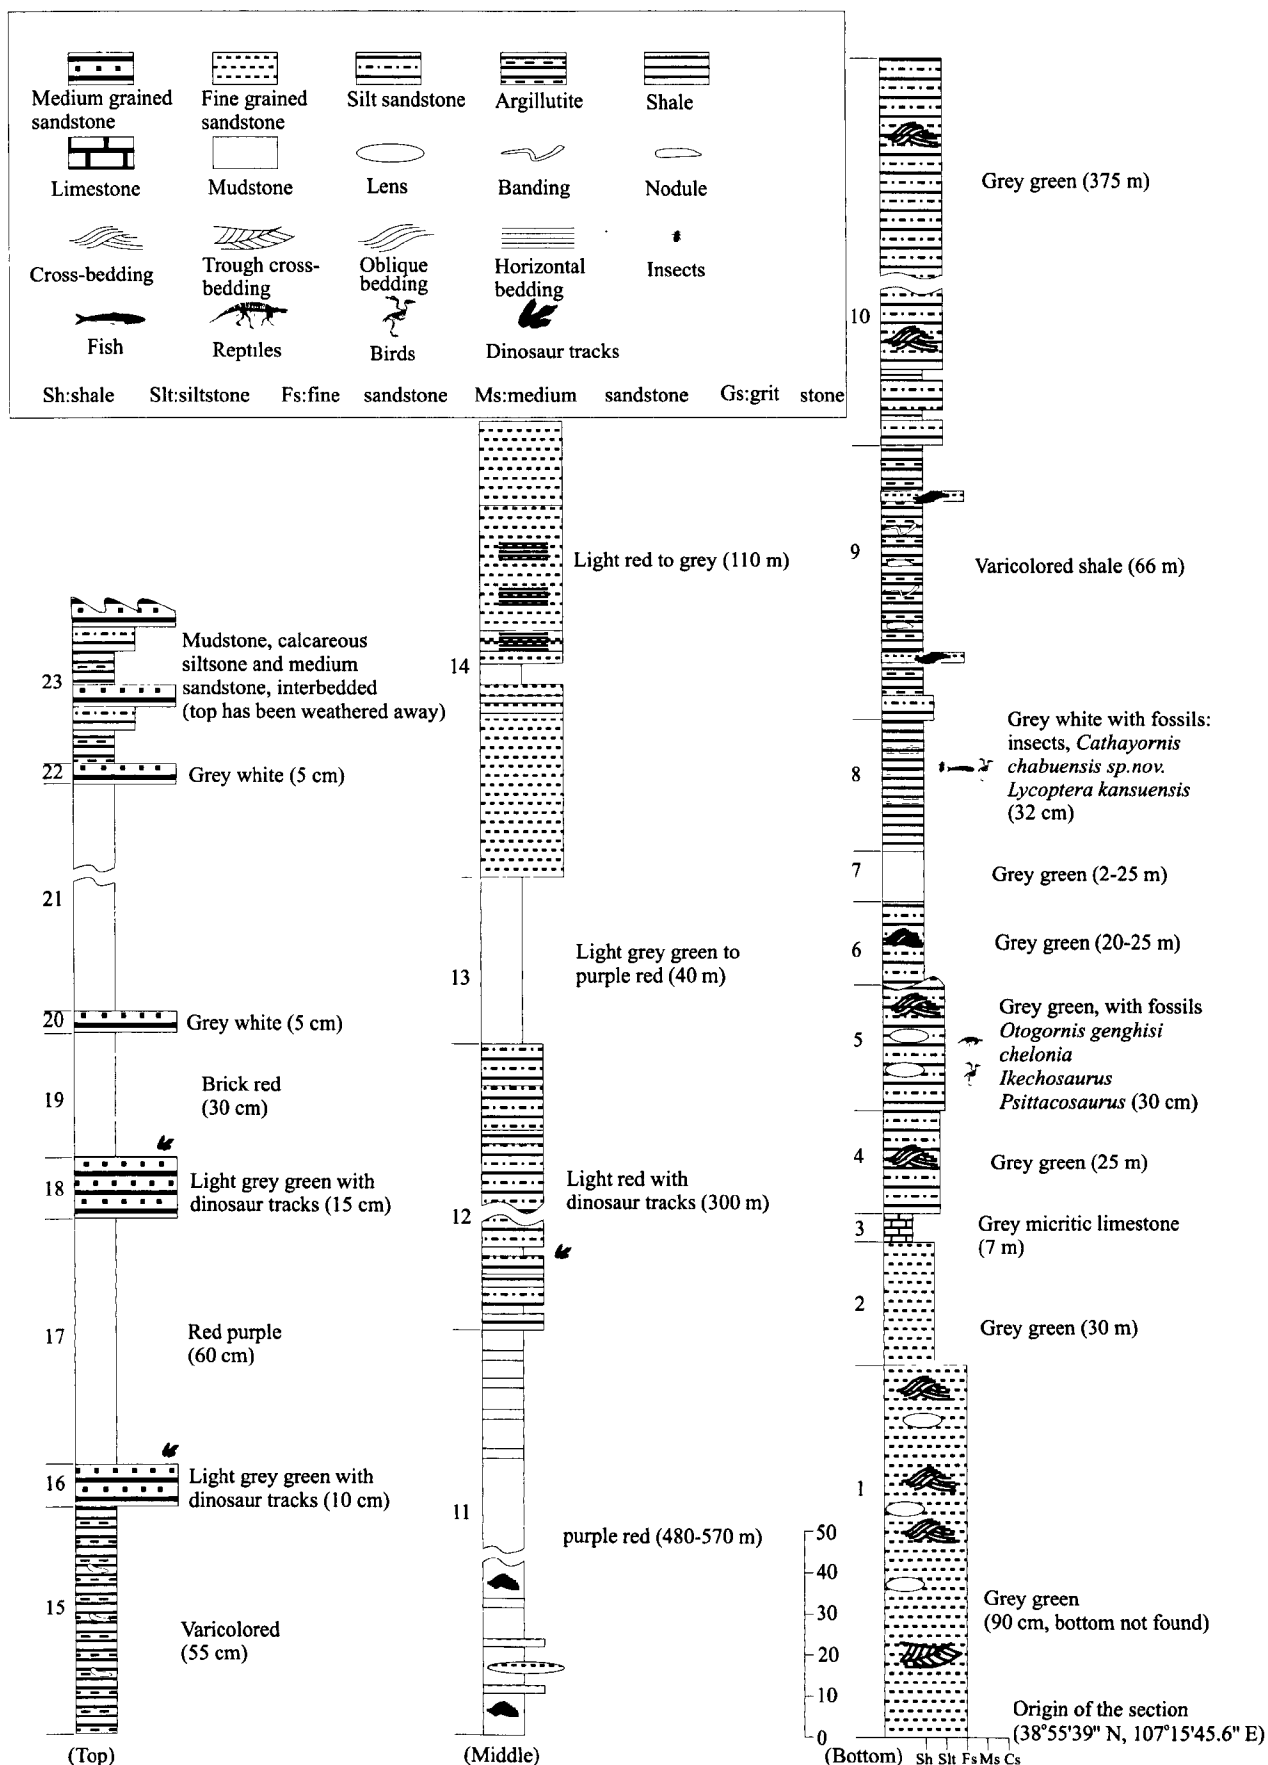 Medium grained
sandstone
Fine grained
sandstone
Silt sandstone
Argillutite
Shale
Limestone
Mudstone
Lens
Banding
Nodule
Cross-bedding
Trough cross-
bedding
Oblique
bedding
Horizontal
bedding
Insects
Fish
Reptiles
Birds
Dinosaur tracks
Sh:shale Slt:siltstone Fs:fine sandstone Ms:medium sandstone Gs:grit stone
23
Mudstone, calcareous
siltsone and medium
sandstone, interbedded
(top has been weathered away)
22
Grey white (5 cm)
21
20
Grey white (5 cm)
19
Brick red
(30 cm)
18
Light grey green with
dinosaur tracks (15 cm)
17
Red purple
(60 cm)
16
Light grey green with
dinosaur tracks (10 cm)
15
Varicolored
(55 cm)
(Top)
Light red to grey (110 m)
14
13
Light grey green to
purple red (40 m)
12
Light red with
dinosaur tracks (300 m)
11
purple red (480-570 m)
(Middle)
Grey green (375 m)
10
9
Varicolored shale (66 m)
8
Grey white with fossils:
insects, Cathayornis
chabuensis sp.nov.
Lycoptera kansuensis
(32 cm)
7
Grey green (2-25 m)
6
Grey green (20-25 m)
5
Grey green, with fossils
Otogornis genghisi
chelonia
Ikechosaurus
Psittacosaurus (30 cm)
4
Grey green (25 m)
3
Grey micritic limestone
(7 m)
2
Grey green (30 m)
1
Grey green
(90 cm, bottom not found)
50
40
30
20
10
0
Origin of the section
(38°55'39" N, 107°15'45.6" E)
(Bottom)
Sh Slt Fs Ms Cs